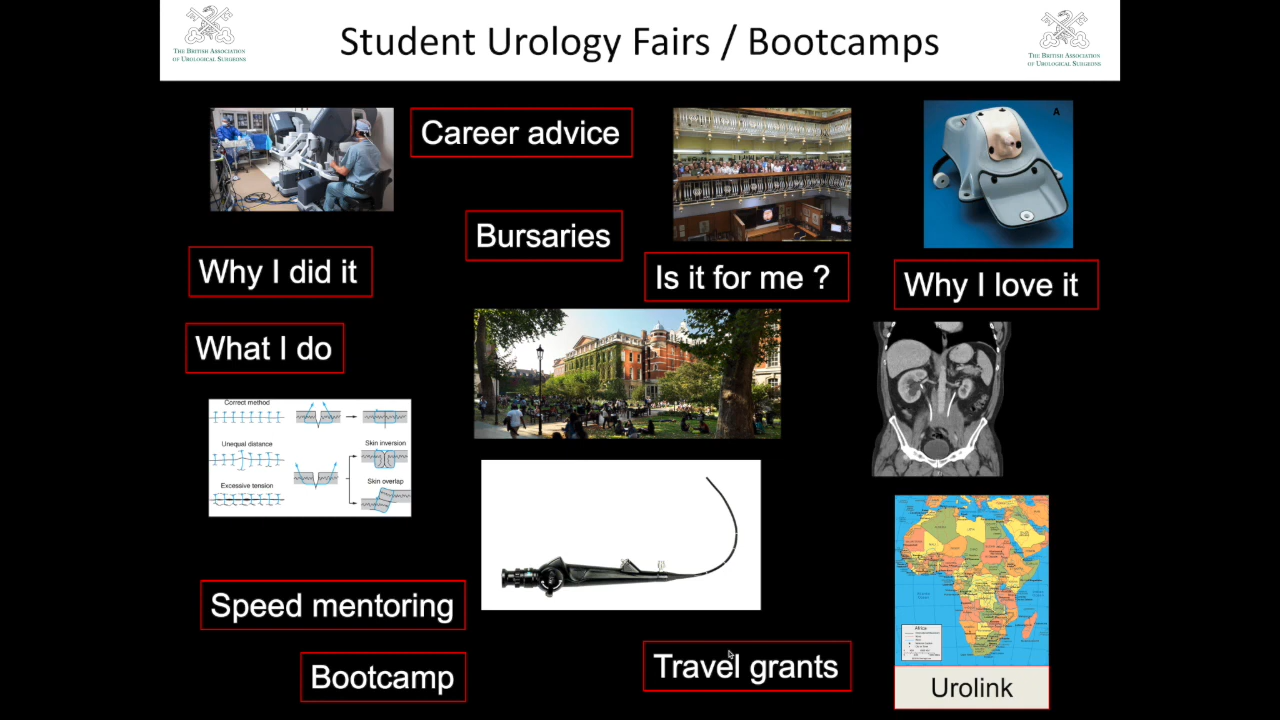 THE BRITISH ASSOCIATION
OF UROLOGICAL SURGEONS
Student Urology Fairs / Bootcamps
THE BRITISH ASSOCIATION
OF UROLOGICAL SURGEONS
Career advice
A
Bursaries
Why I did it
Is it for me ?
Why I love it
What I do
Correct method
Unequal distance
Skin inversion
Excessive tension
Skin overlap
Speed mentoring
Africa
Travel grants
Bootcamp
Urolink